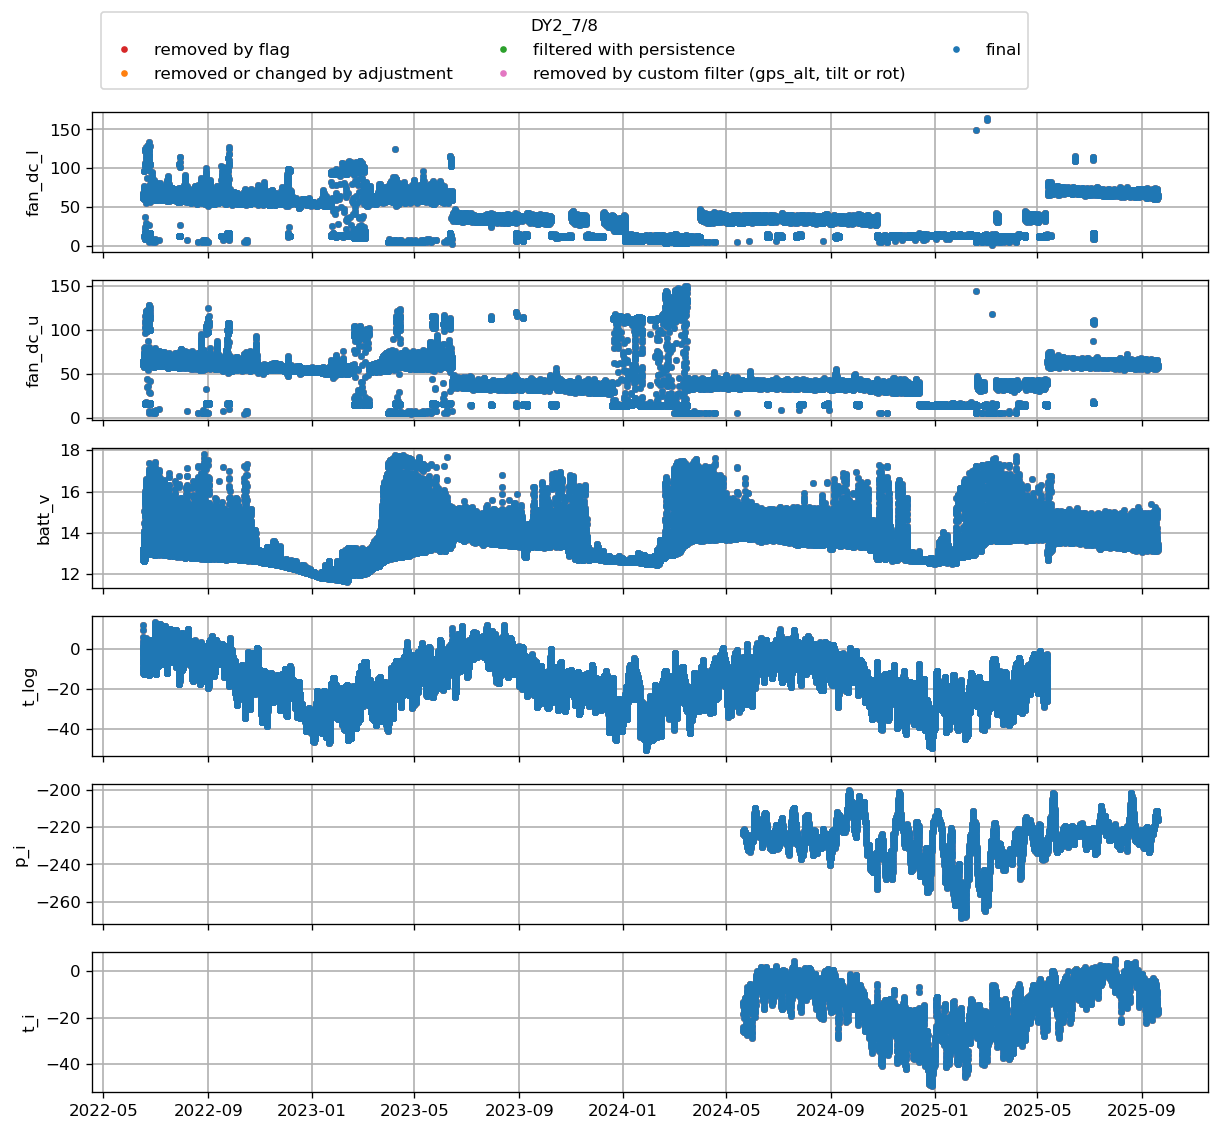 DY2_7/8
removed by flag
filtered with persistence
final
removed or changed by adjustment
removed by custom filter (gps_alt, tilt or rot)
150
100
50
0
fan_dc_l
150
100
50
0
fan_dc_u
18
16
14
12
batt_v
0
−20
−40
t_log
−200
−220
−240
−260
p_i
0
−20
−40
t_i
2022-05 2022-09 2023-01 2023-05 2023-09 2024-01 2024-05 2024-09 2025-01 2025-05 2025-09